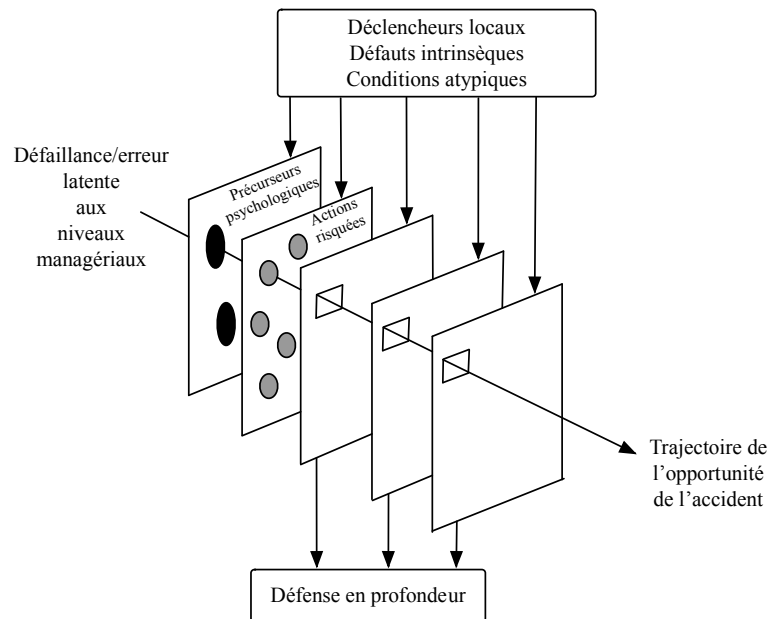 Déclencheurs locaux
Défauts intrinsèques
Conditions atypiques
Défaillance/erreur
latente
aux
niveaux
managériaux
Précurseurs
psychologiques
Actions
risquées
Trajectoire de
l’opportunité
de l’accident
Défense en profondeur